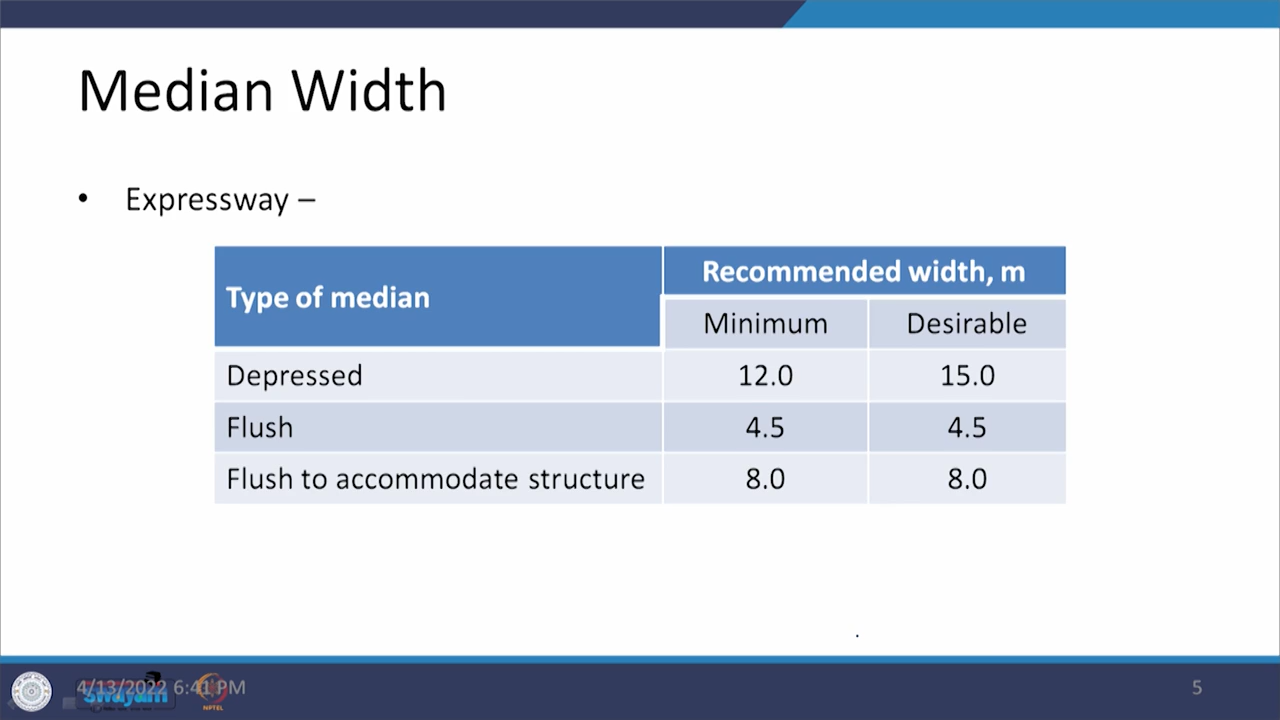 Median Width
• Expressway –
Type of median
Recommended width, m
Minimum Desirable
Depressed 12.0 15.0
Flush 4.5 4.5
Flush to accommodate structure 8.0 8.0
.
4/13/2022 6:41 PM
swayam
NPTEL
5